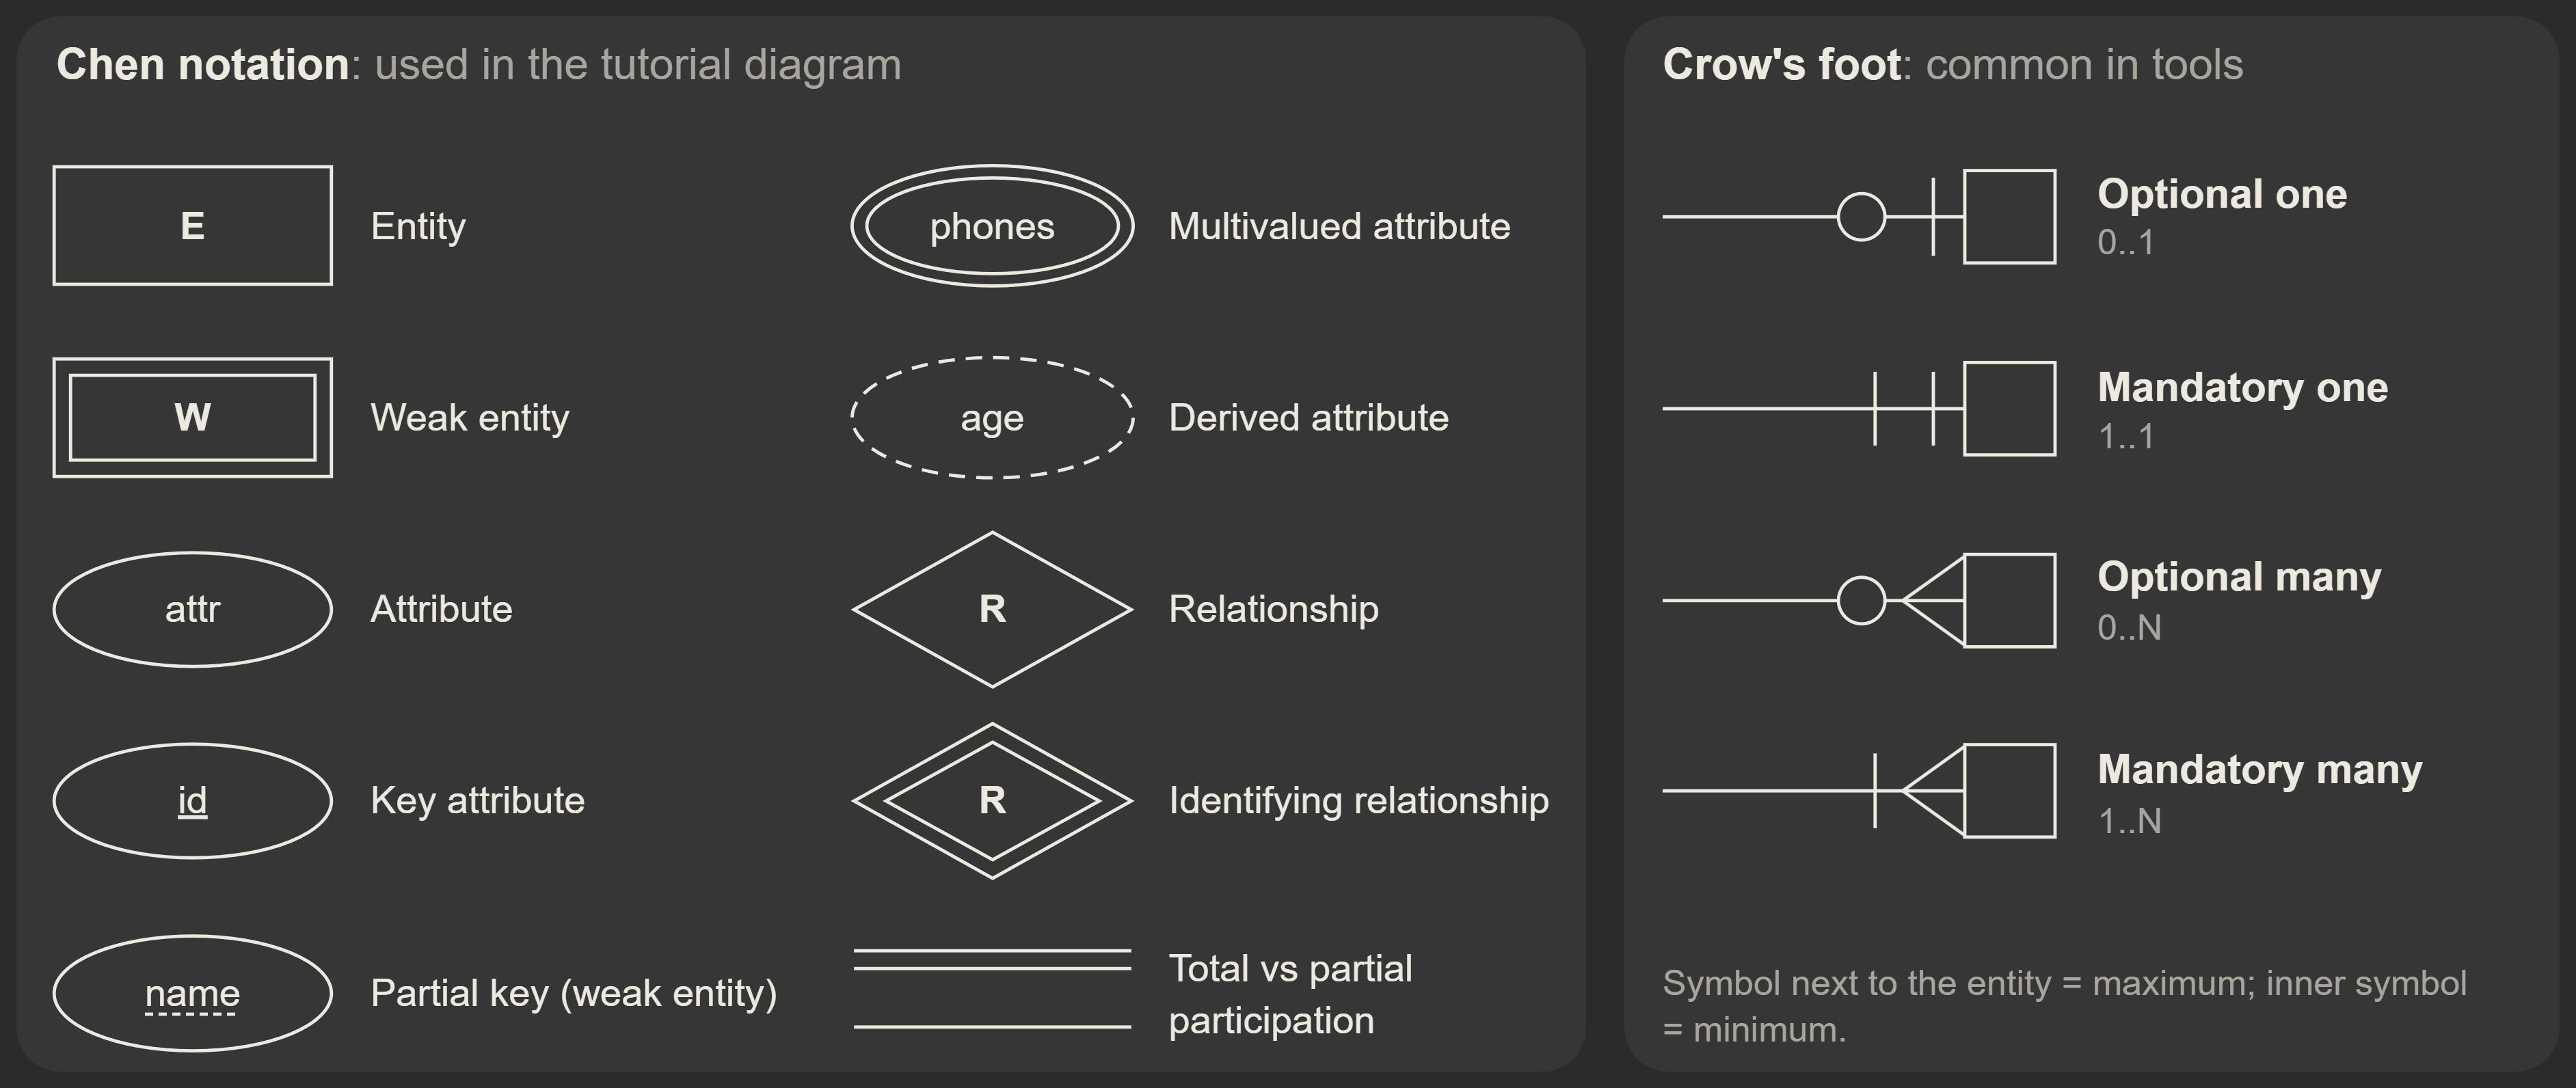 Chen notation: used in the tutorial diagram
E
Entity
phones
Multivalued attribute
W
Weak entity
age
Derived attribute
attr
Attribute
R
Relationship
id
Key attribute
R
Identifying relationship
name
Partial key (weak entity)
Total vs partial
participation
Crow's foot: common in tools
Optional one
0..1
Mandatory one
1..1
Optional many
0..N
Mandatory many
1..N
Symbol next to the entity = maximum; inner symbol
= minimum.